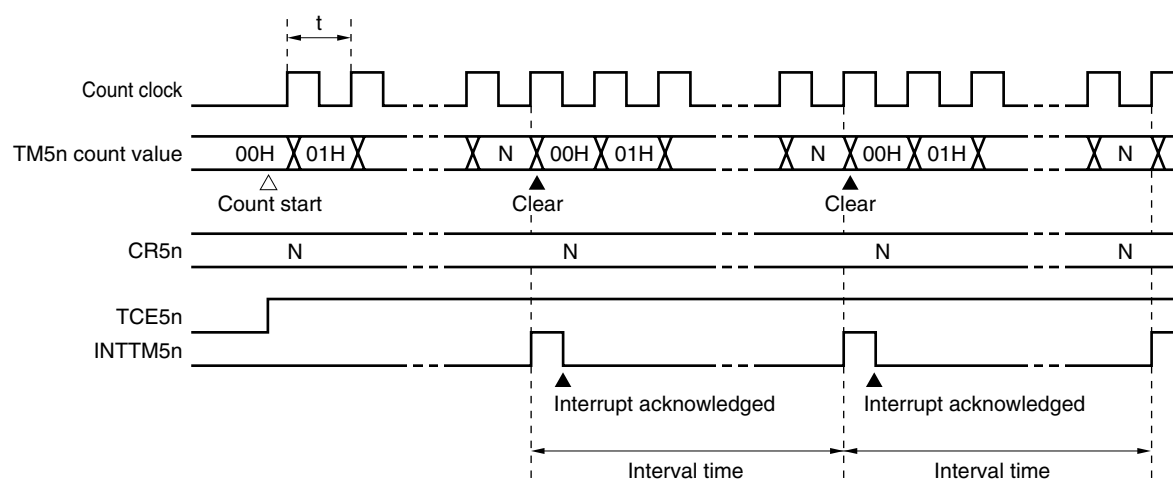 t
Count clock
TM5n count value 00H 01H N 00H 01H N 00H 01H N
Count start Clear Clear
CR5n N N N N
TCE5n
INTTM5n
Interrupt acknowledged Interrupt acknowledged
Interval time Interval time